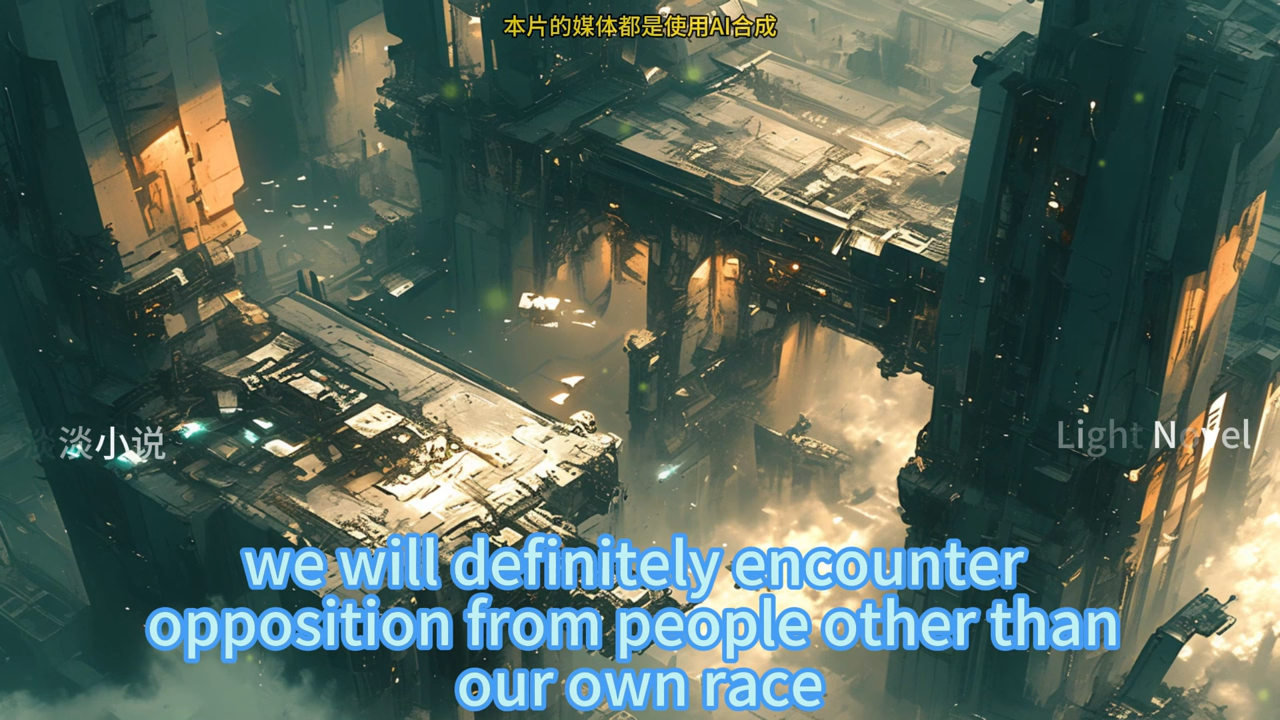 本片的媒体都是使用AI合成
淡淡小说
Light Novel
we will definitely encounter
opposition from people other than
our own race